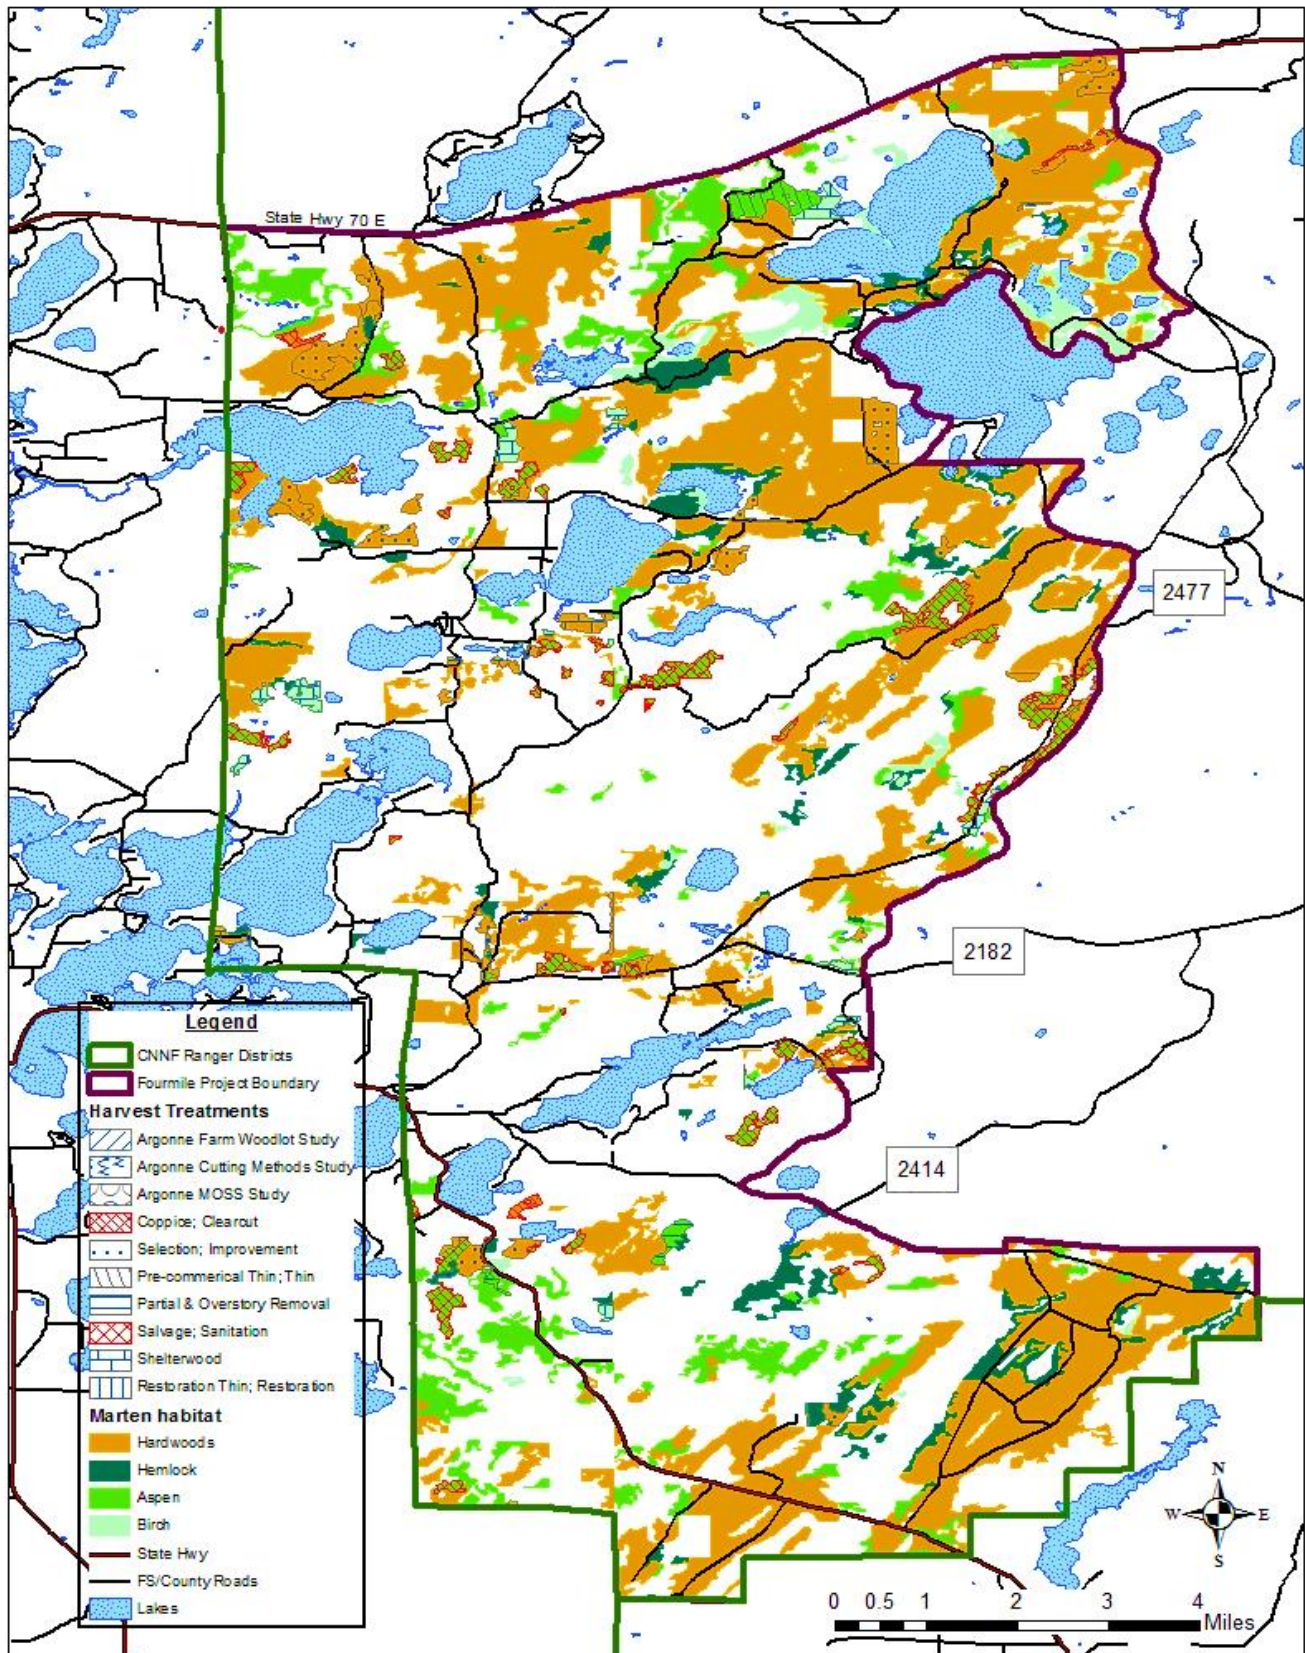 State Hwy 70 E
2477
2182
2414
Legend
CNNF Ranger Districts
Fourmile Project Boundary
Harvest Treatments
Argonne Farm Woodlot Study
Argonne Cutting Methods Study
Argonne MOSS Study
Coppice; Clearcut
Selection; Improvement
Pre-commerical Thin; Thin
Partial & Overstory Removal
Salvage; Sanitation
Shelterwood
Restoration Thin; Restoration
Marten habitat
Hardwoods
Hemlock
Aspen
Birch
State Hwy
FS/County Roads
Lakes
N
W E
S
0 0.5 1 2 3 4
Miles